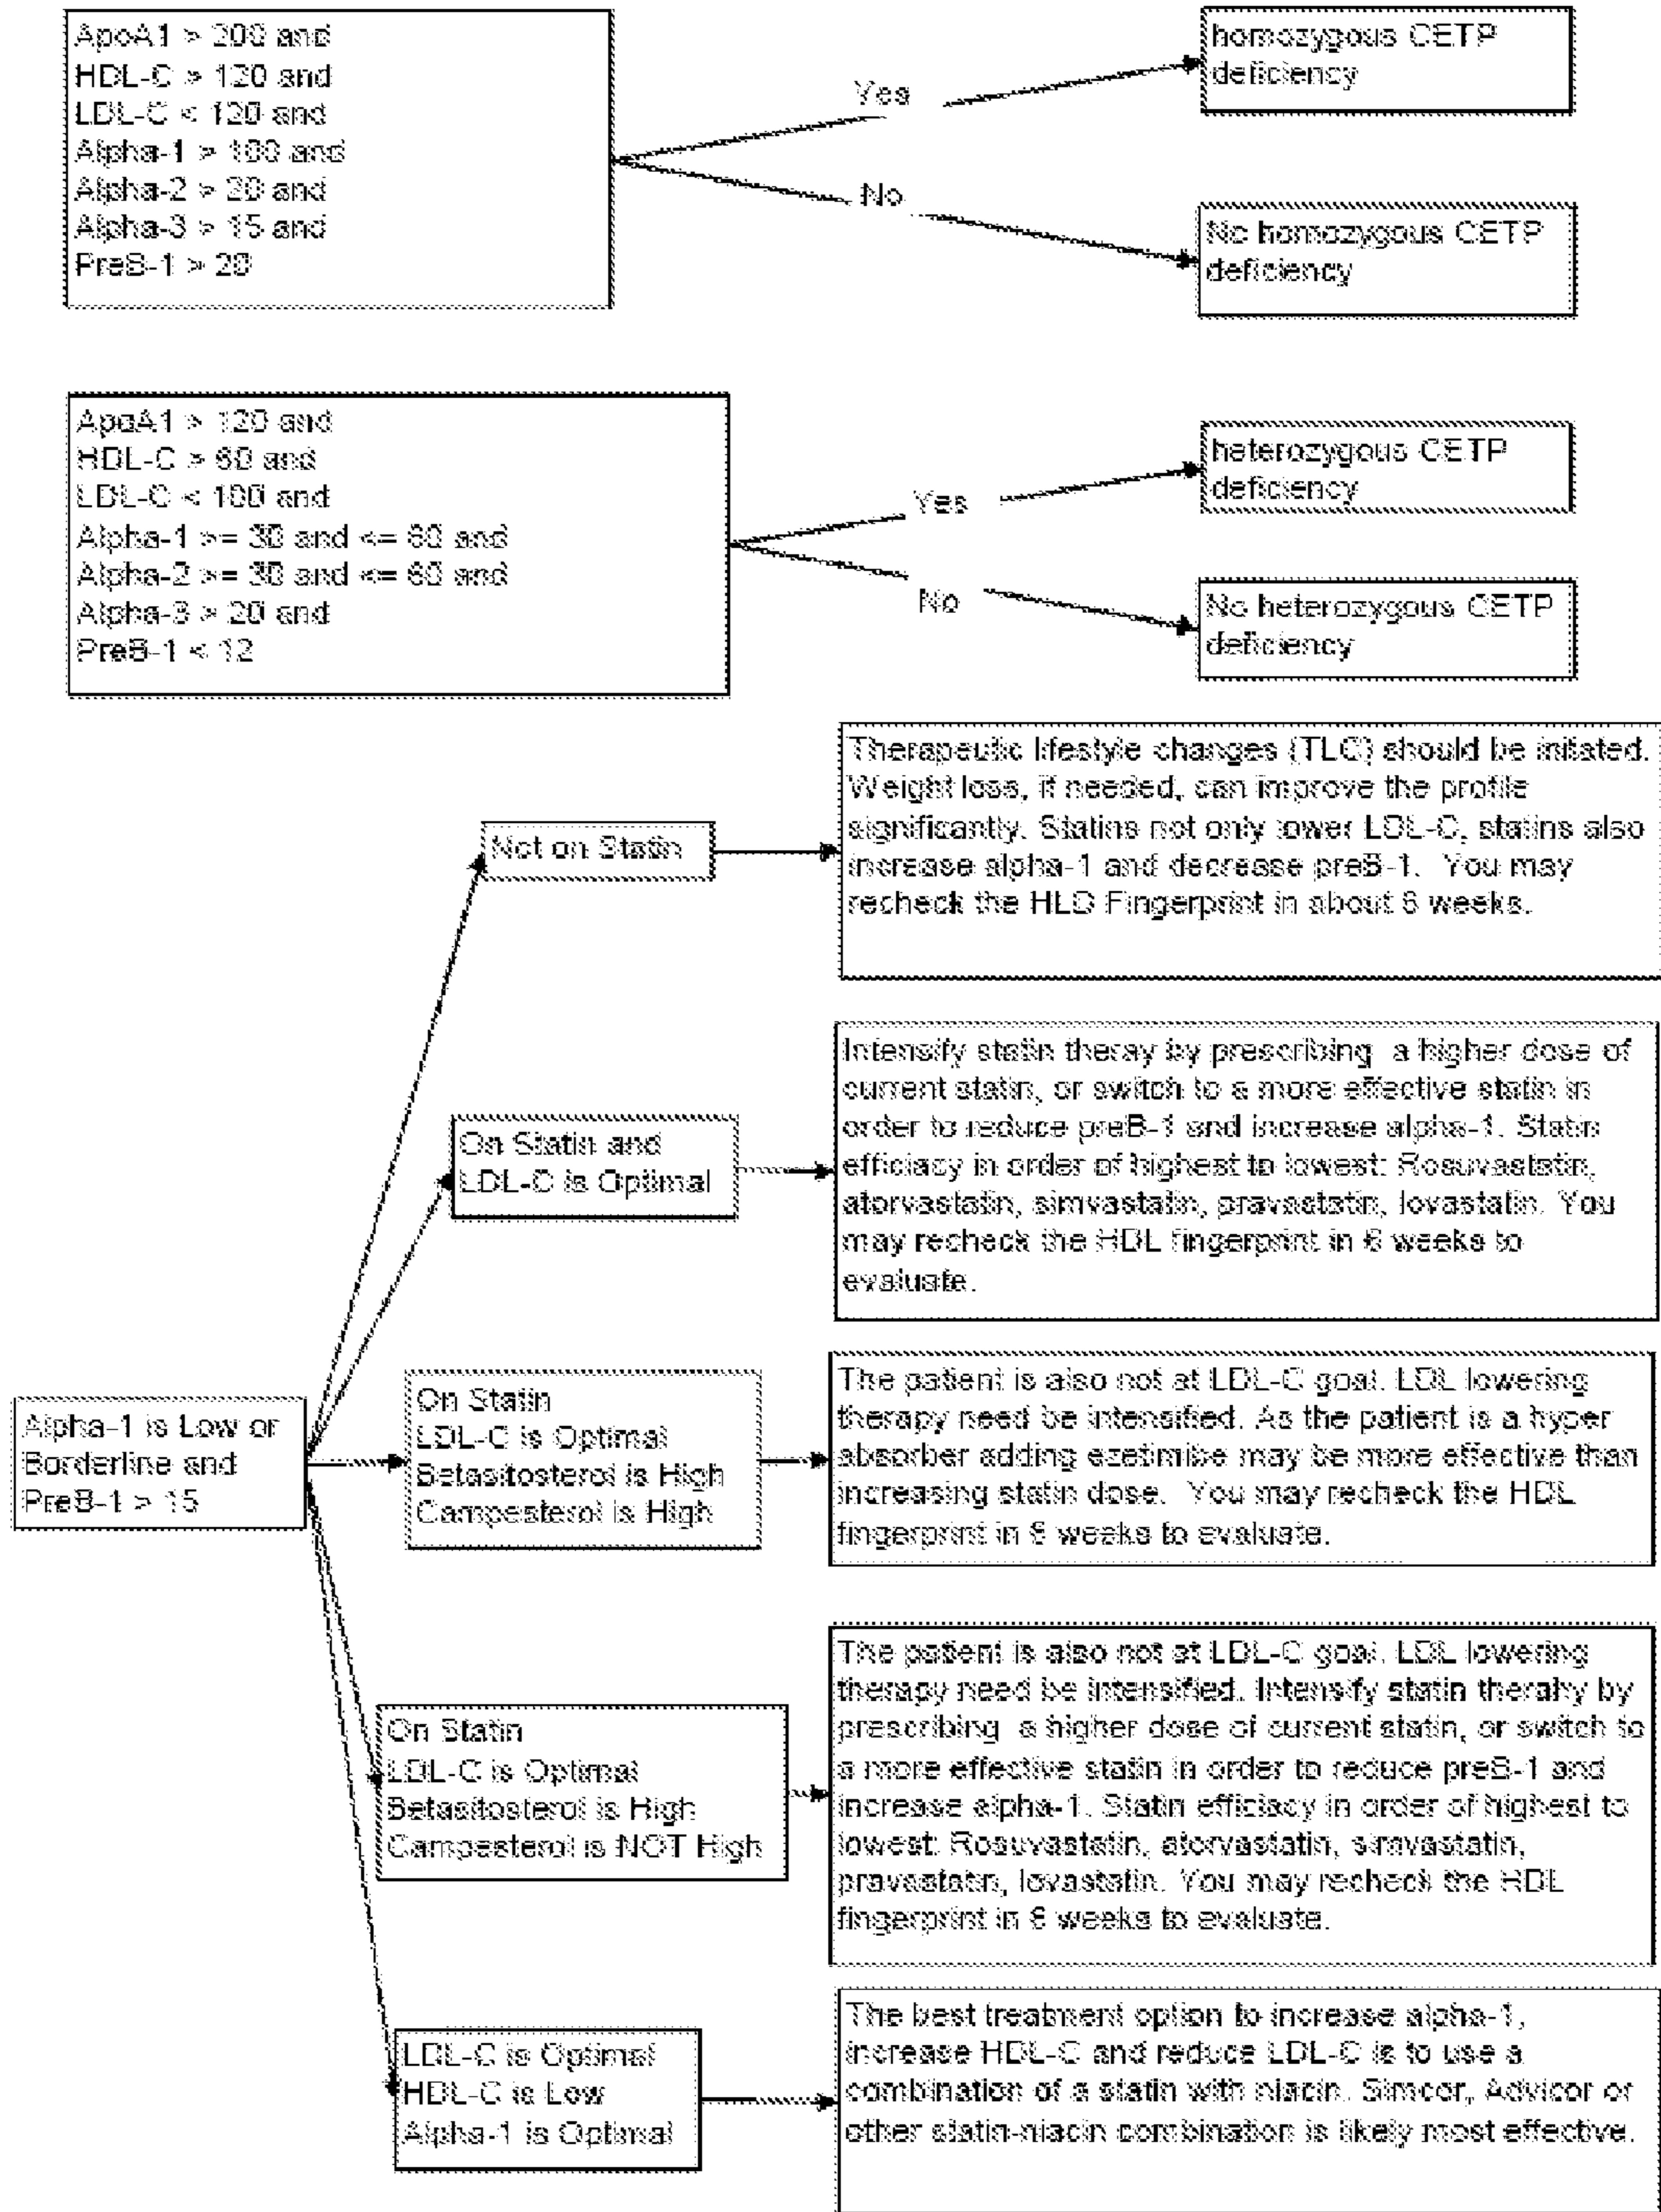 ApoA1 > 200 and
HDL-C > 120 and
LDL-C < 120 and
Alpha-1 > 100 and
Alpha-2 > 20 and
Alpha-3 > 15 and
PreB-1 > 20
Yes
No
homozygous CETP
deficiency
No homozygous CETP
deficiency
ApoA1 > 120 and
HDL-C > 60 and
LDL-C < 100 and
Alpha-1 >= 30 and <= 60 and
Alpha-2 >= 30 and <= 60 and
Alpha-3 > 20 and
PreB-1 < 12
Yes
No
heterozygous CETP
deficiency
No heterozygous CETP
deficiency
Alpha-1 is Low or
Borderline and
PreB-1 > 15
Not on Statin
Therapeutic lifestyle changes (TLC) should be initiated.
Weight loss, if needed, can improve the profile
significantly. Statins not only lower LDL-C, statins also
increase alpha-1 and decrease preB-1. You may
recheck the HLD Fingerprint in about 6 weeks.
On Statin and
LDL-C is Optimal
Intensify statin theray by prescribing a higher dose of
current statin, or switch to a more effective statin in
order to reduce preB-1 and increase alpha-1. Statin
efficiacy in order of highest to lowest: Rosuvastatin,
atorvastatin, simvastatin, pravastatin, lovastatin. You
may recheck the HDL fingerprint in 6 weeks to
evaluate.
On Statin
LDL-C is Optimal
Betasitosterol is High
Campesterol is High
The patient is also not at LDL-C goal. LDL lowering
therapy need be intensified. As the patient is a hyper
absorber adding ezetimibe may be more effective than
increasing statin dose. You may recheck the HDL
fingerprint in 6 weeks to evaluate.
On Statin
LDL-C is Optimal
Betasitosterol is High
Campesterol is NOT High
The patient is also not at LDL-C goal. LDL lowering
therapy need be intensified. Intensify statin therahy by
prescribing a higher dose of current statin, or switch to
a more effective statin in order to reduce preB-1 and
increase alpha-1. Statin efficiacy in order of highest to
lowest: Rosuvastatin, atorvastatin, simvastatin,
pravastatin, lovastatin. You may recheck the HDL
fingerprint in 6 weeks to evaluate.
LDL-C is Optimal
HDL-C is Low
Alpha-1 is Optimal
The best treatment option to increase alpha-1,
increase HDL-C and reduce LDL-C is to use a
combination of a statin with niacin. Simcor, Advicor or
other statin-niacin combination is likely most effective.